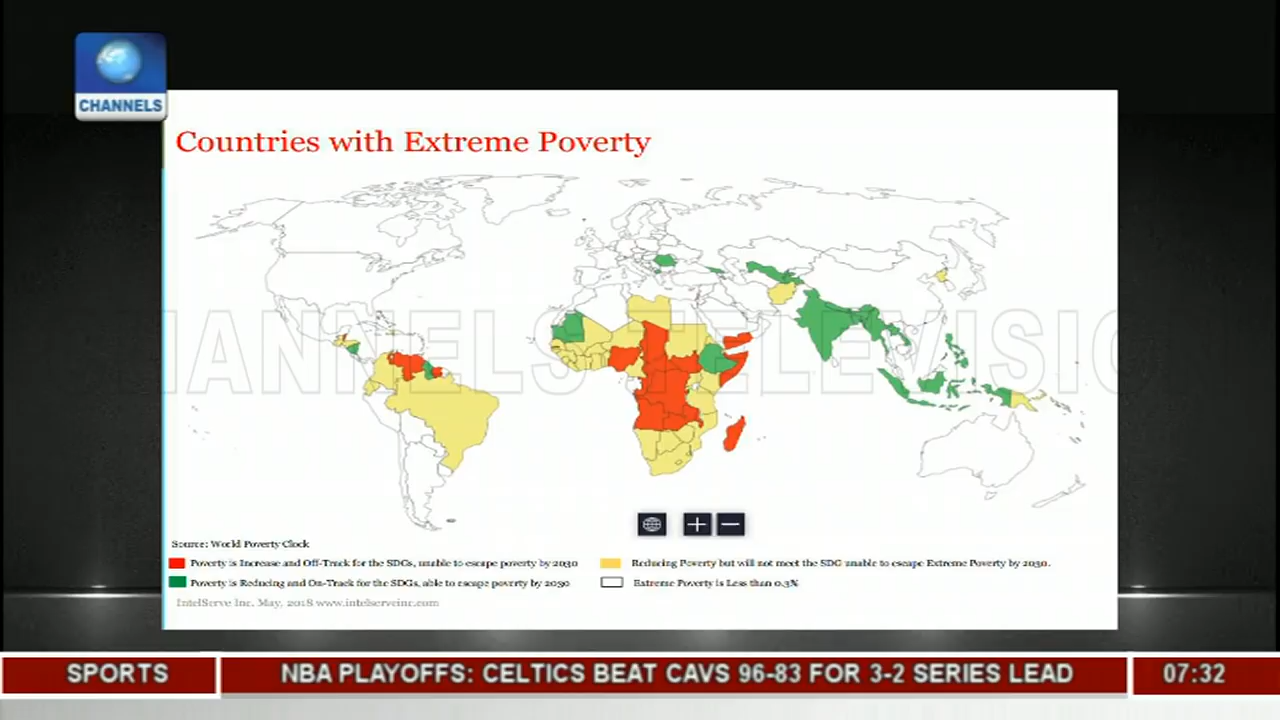 CHANNELS
Countries with Extreme Poverty
CHANNELS TELEVISION
Source: World Poverty Clock
Poverty is Increase and Off-Track for the SDGs, unable to escape poverty by 2030
Reducing Poverty but will not meet the SDG unable to escape Extreme Poverty by 2030.
Poverty is Reducing and On-Track for the SDGs, able to escape poverty by 2030
Extreme Poverty is Less than 0.3%
IntelServe Inc. May, 2018 www.intelserveinc.com
SPORTS
NBA PLAYOFFS: CELTICS BEAT CAVS 96-83 FOR 3-2 SERIES LEAD
07:32